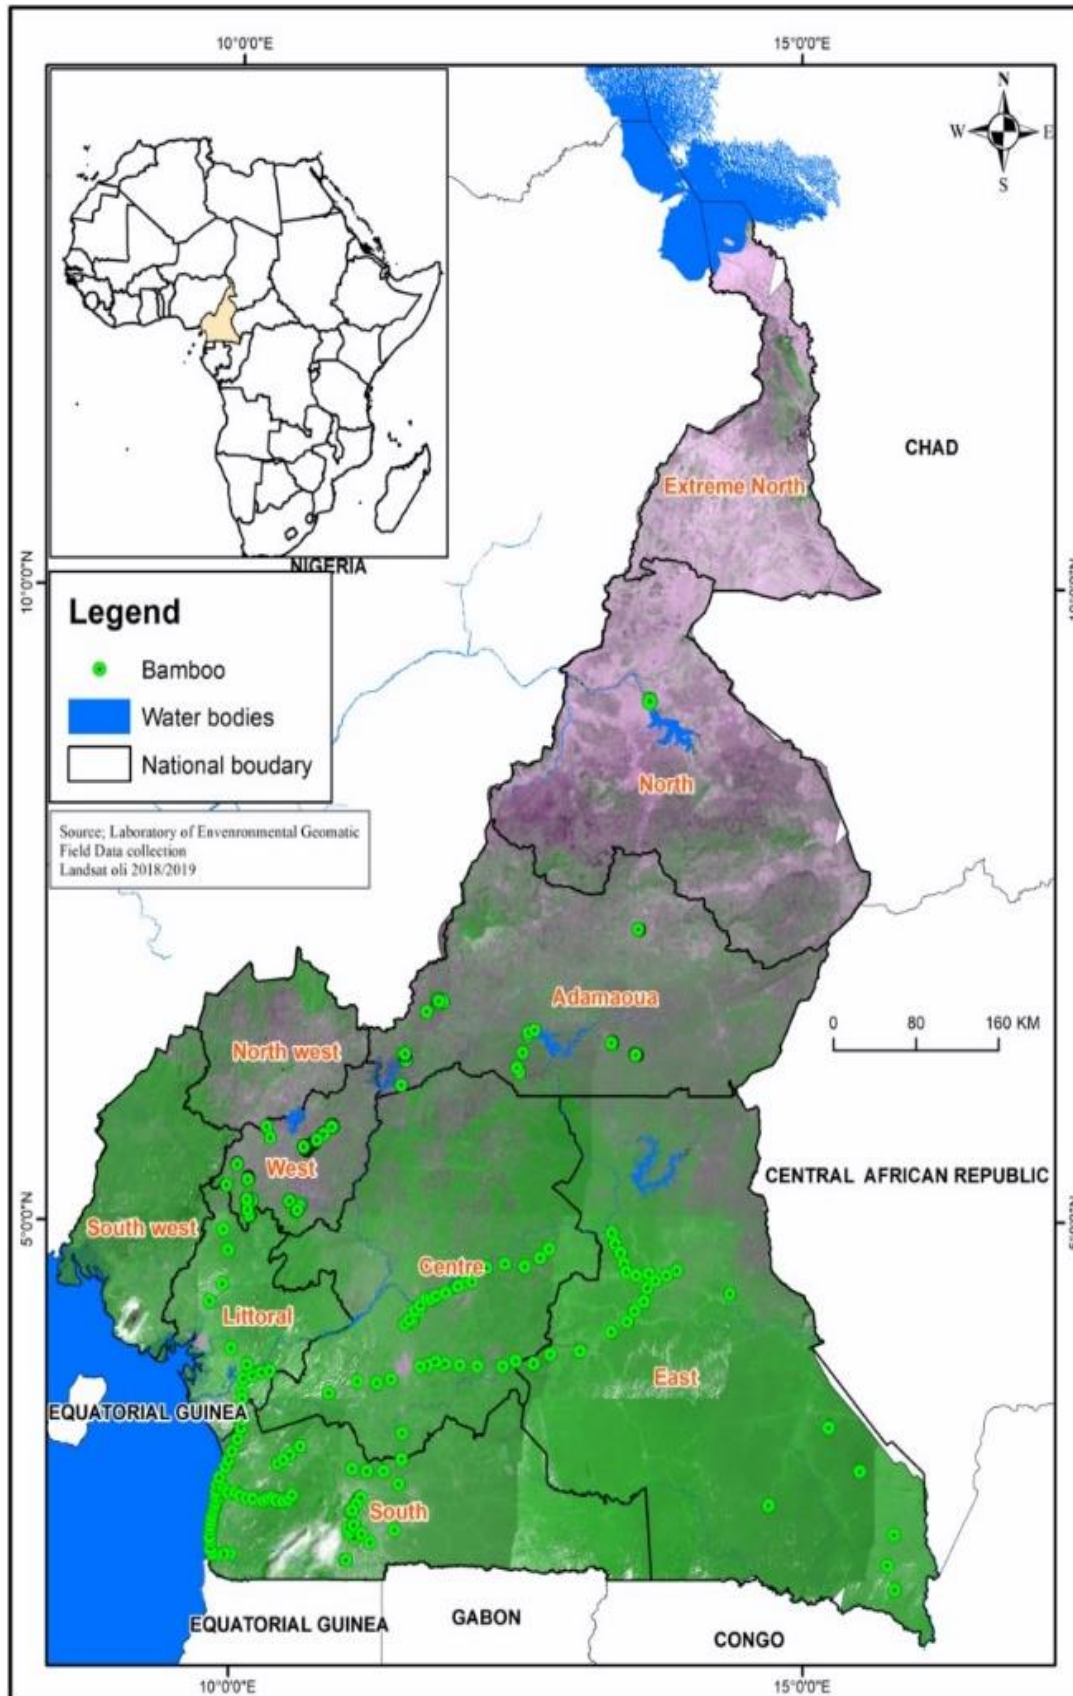 10°0'0"E
15°0'0"E
N
W
E
S
CHAD
Extreme North
NIGERIA
10°0'0"N
Legend
Bamboo
Water bodies
National boudary
Source; Laboratory of Envenronmental Geomatic
Field Data collection
Landsat oli 2018/2019
North
Adamaoua
0 80 160 KM
North west
West
CENTRAL AFRICAN REPUBLIC
5°0'0"N
South west
Centre
Littoral
East
EQUATORIAL GUINEA
South
EQUATORIAL GUINEA
GABON
CONGO
10°0'0"E
15°0'0"E